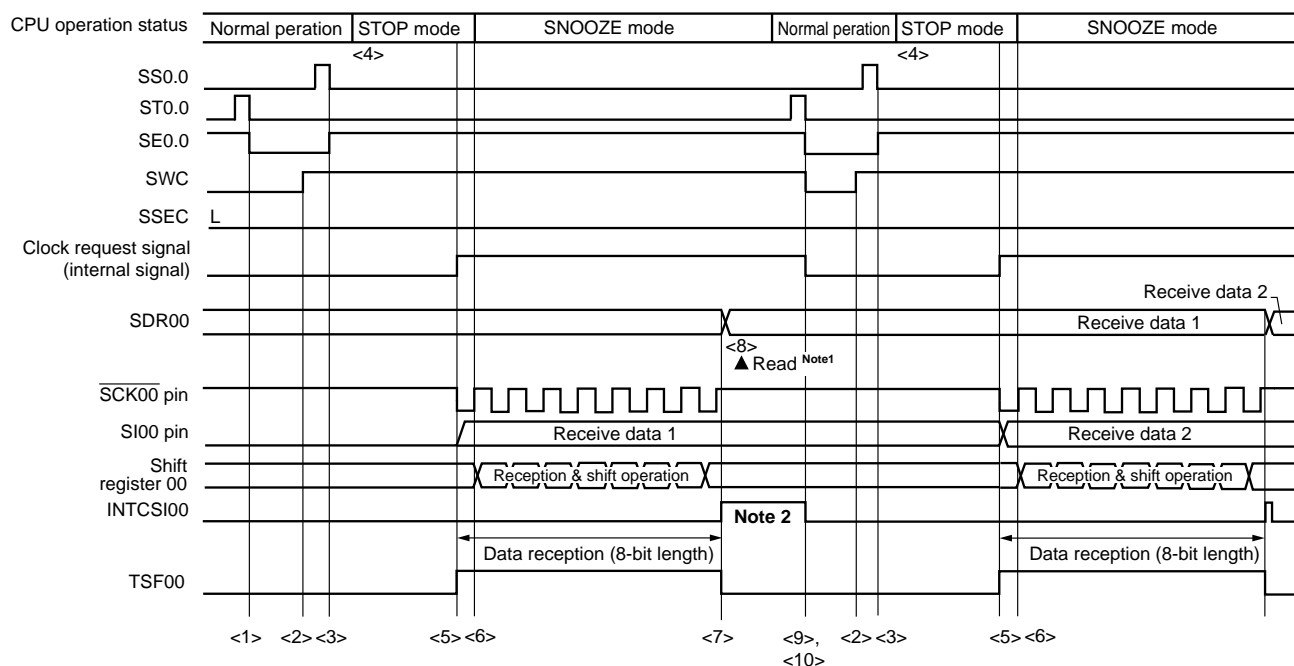 CPU operation status
Normal peration
STOP mode
SNOOZE mode
Normal peration
STOP mode
SNOOZE mode
<4>
<4>
SS0.0
ST0.0
SE0.0
SWC
SSEC
L
Clock request signal
(internal signal)
Receive data 2
SDR00
Receive data 1
<8>
▲ Read Note1
SCK00 pin
SI00 pin
Receive data 1
Receive data 2
Shift
register 00
Reception & shift operation
Reception & shift operation
INTCSI00
Note 2
Data reception (8-bit length)
Data reception (8-bit length)
TSF00
<1>
<2>
<3>
<5>
<6>
<7>
<9>,
<10>
<2>
<3>
<5>
<6>